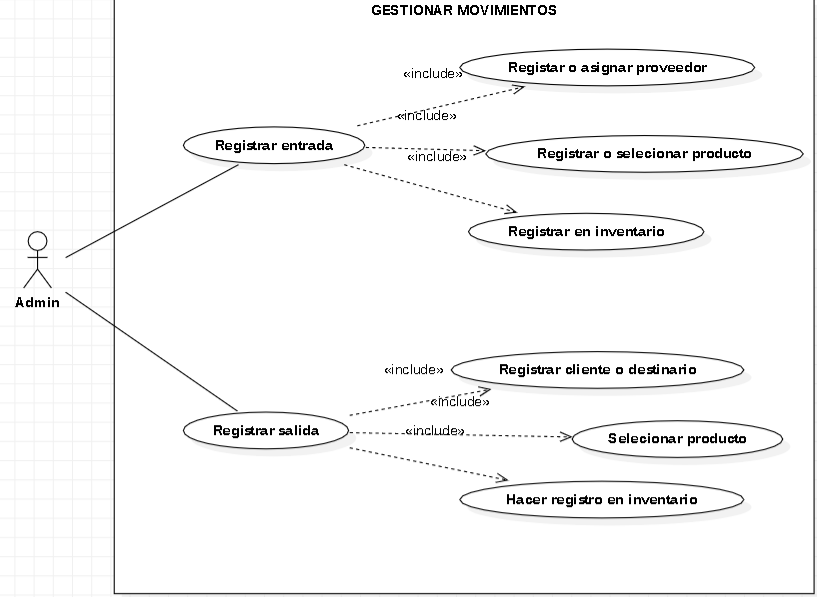 GESTIONAR MOVIMIENTOS
«include»
Registar o asignar proveedor
«include»
Registrar entrada
«include»
Registrar o selecionar producto
Registrar en inventario
Admin
«include»
Registrar cliente o destinario
«include»
Registrar salida
«include»
Selecionar producto
Hacer registro en inventario